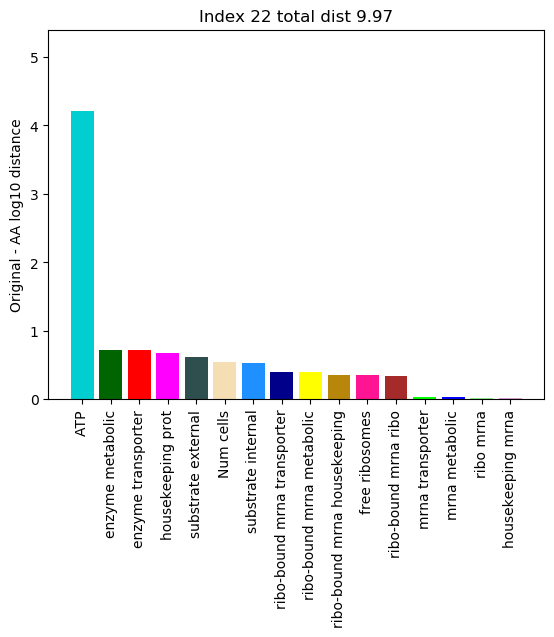 Index 22 total dist 9.97
Original - AA log10 distance
5
4
3
2
1
0
ATP
enzyme metabolic
enzyme transporter
housekeeping prot
substrate external
Num cells
substrate internal
ribo-bound mrna transporter
ribo-bound mrna metabolic
ribo-bound mrna housekeeping
free ribosomes
ribo-bound mrna ribo
mrna transporter
mrna metabolic
ribo mrna
housekeeping mrna